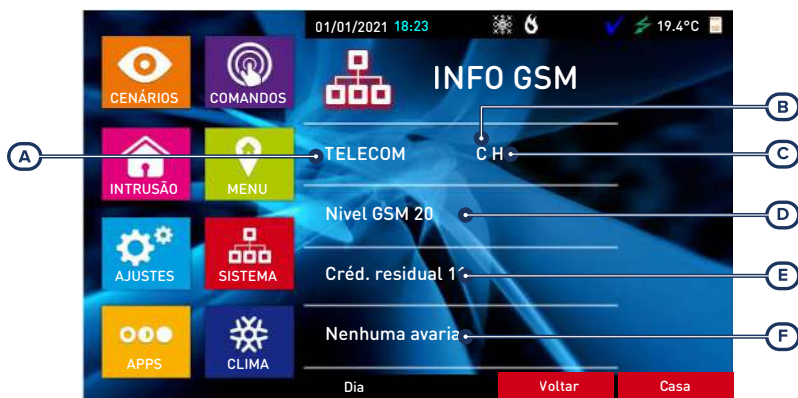 01/01/2021 18:23 19.4°C
CENÁRIOS COMANDOS
INFO GSM
B
A TELECOM C H C
INTRUSÃO MENU
Nivel GSM 20 D
AJUSTES SISTEMA
Créd. residual E
Nenhuma avaria F
APPS CLIMA
Dia Voltar Casa